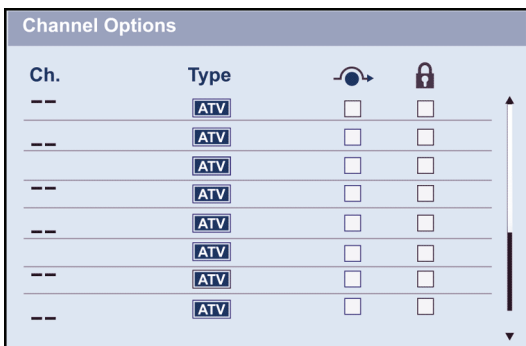 Channel Options
Ch. Type
-- ATV
-- ATV
ATV
-- ATV
-- ATV
ATV
-- ATV
-- ATV